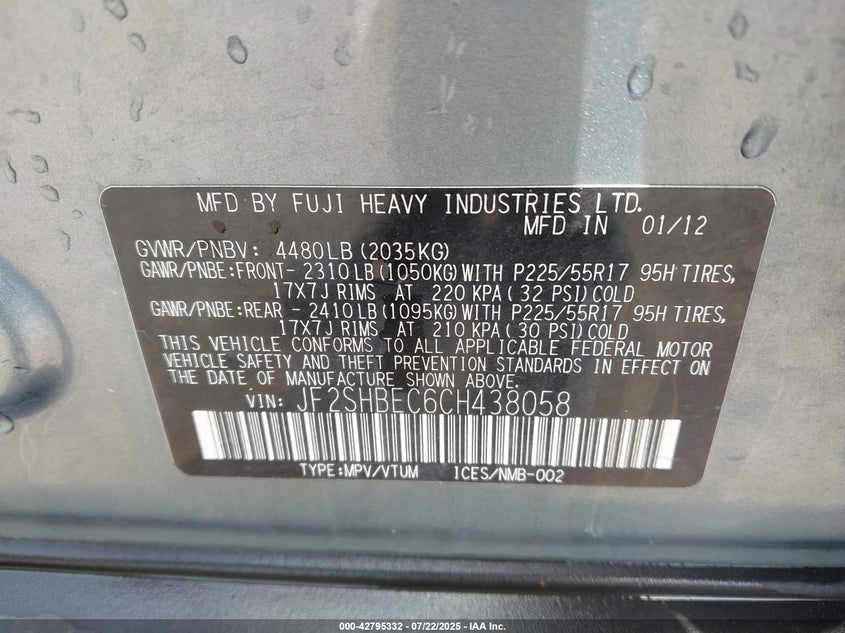 MFD BY FUJI HEAVY INDUSTRIES LTD.
MFD IN 01/12
GVWR/PNBV: 4480LB(2035KG)
GAWR/PNBE:FRONT- 2310LB(1050KG)WITH P225/55R17 95H TIRES,
17X7J RIMS AT 220 KPA(32 PSI)COLD
GAWR/PNBE:REAR - 2410LB(1095KG)WITH P225/55R17 95H TIRES,
17X7J RIMS AT 210 KPA(30 PSI)COLD
THIS VEHICLE CONFORMS TO ALL APPLICABLE FEDERAL MOTOR
VEHICLE SAFETY AND THEFT PREVENTION STANDARDS IN EFFECT ON
THE DATE OF MANUFACTURE SHOWN ABOVE.
VIN: JF2SHBEC6CH438058
TYPE:MPV/VTUM ICES/NMB-002
000-42795332 - 07/22/2025 - IAA Inc.